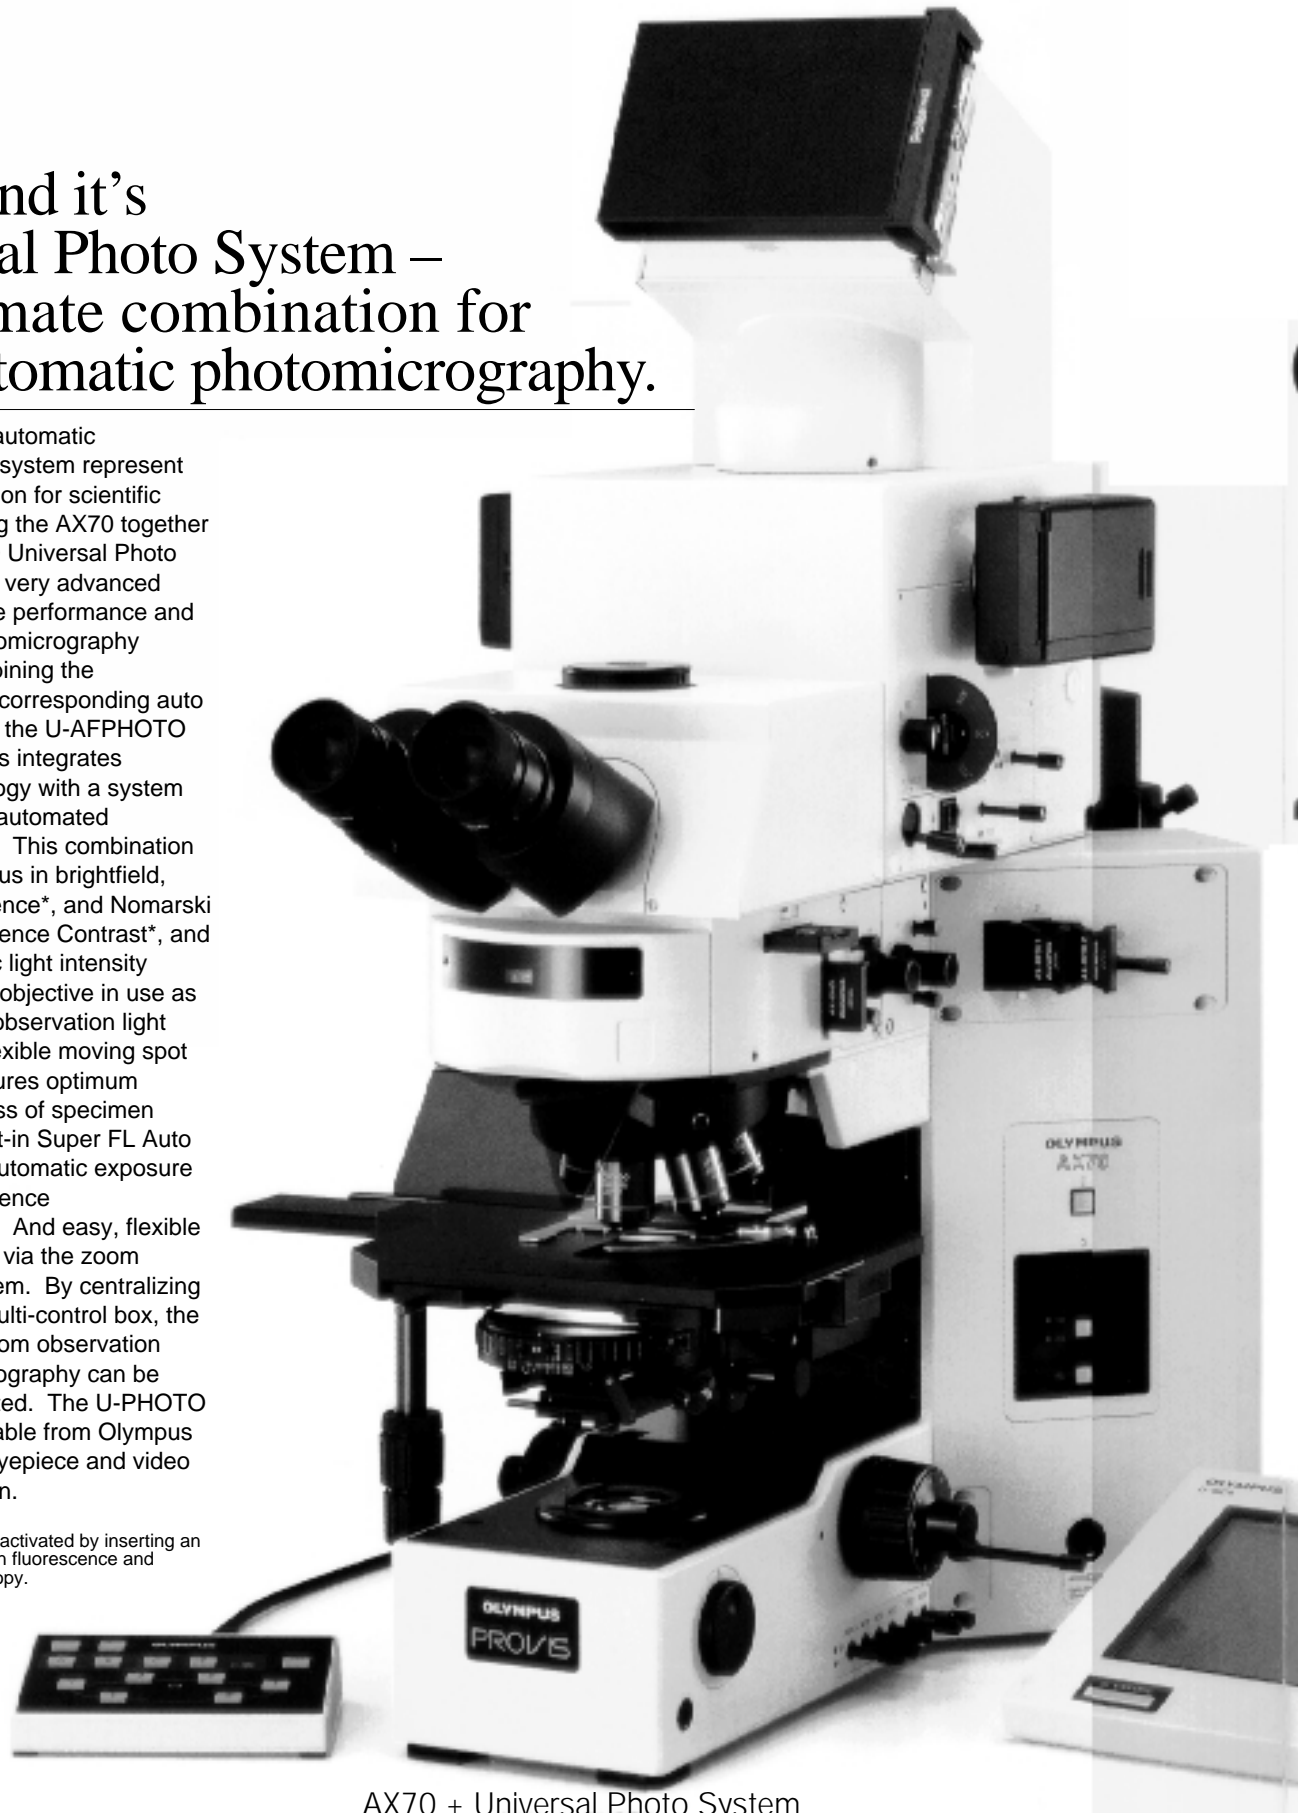 nd it's
al Photo System –
mate combination for
tomatic photomicrography.
automatic
system represent
on for scientific
g the AX70 together
Universal Photo
very advanced
e performance and
omicrography
bining the
corresponding auto
the U-AFPHOTO
s integrates
ogy with a system
automated
This combination
us in brightfield,
ence*, and Nomarski
ence Contrast*, and
c light intensity
objective in use as
observation light
exible moving spot
ures optimum
ss of specimen
t-in Super FL Auto
utomatic exposure
ence
And easy, flexible
via the zoom
em. By centralizing
ulti-control box, the
om observation
ography can be
ted. The U-PHOTO
able from Olympus
yepiece and video
n.
activated by inserting an
n fluorescence and
opy.
Polaroid
OLYMPUS
AX70
OLYMPUS
PROVIS
OLYMPUS
OLYMPUS
AX70 + Universal Photo System